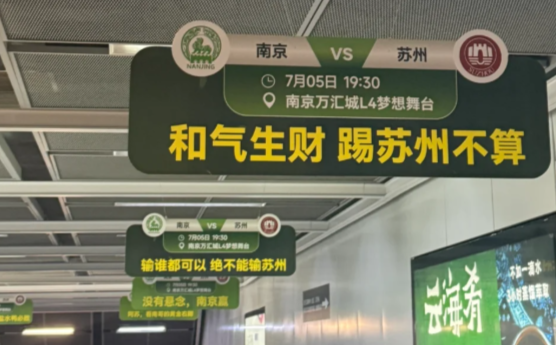 NANJING
南京 VS 苏州
7月05日 19:30
南京万汇城L4梦想舞台
和气生财 踢苏州不算
南京 VS 苏州
7月05日 19:30
南京万汇城L4梦想舞台
输谁都可以 绝不能输苏州
没有悬念，南京赢
云海肴